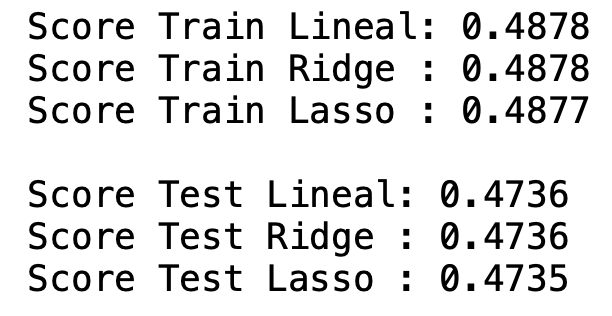 Score Train Lineal: 0.4878
Score Train Ridge : 0.4878
Score Train Lasso : 0.4877
Score Test Lineal: 0.4736
Score Test Ridge : 0.4736
Score Test Lasso : 0.4735